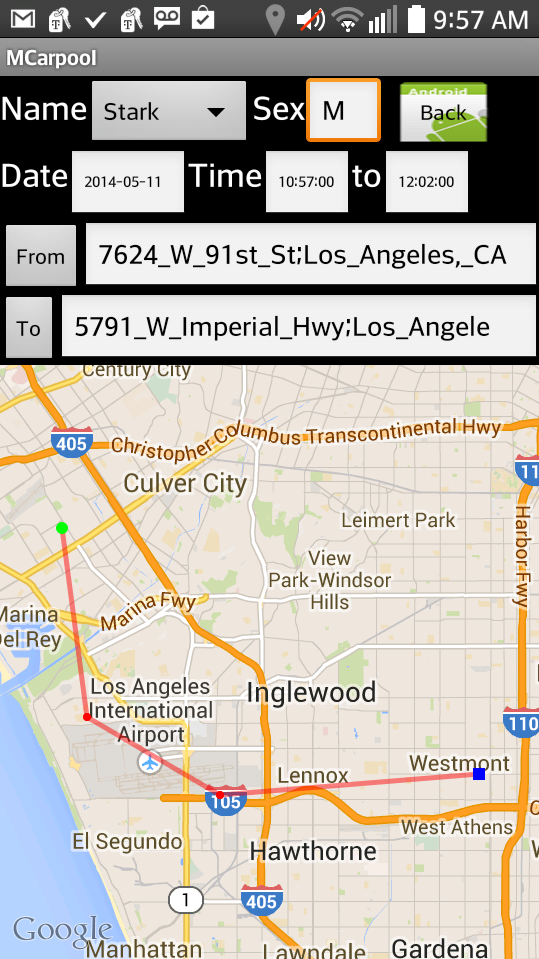 9:57 AM
MCarpool
Name Stark Sex M Android Back
Date 2014-05-11 Time 10:57:00 to 12:02:00
From 7624_W_91st_St;Los_Angeles,_CA
To 5791_W_Imperial_Hwy;Los_Angele
Century City
405
Christopher Columbus Transcontinental Hwy
11
Culver City
Leimert Park
Harbor Fwy
View
Park-Windsor
Hills
Marina Fwy
Marina
Del Rey
Los Angeles
International
Airport
Inglewood
110
Westmont
Lennox
105
West Athens
El Segundo
Hawthorne
1
405
Google
Manhattan
Lawndale
Gardena